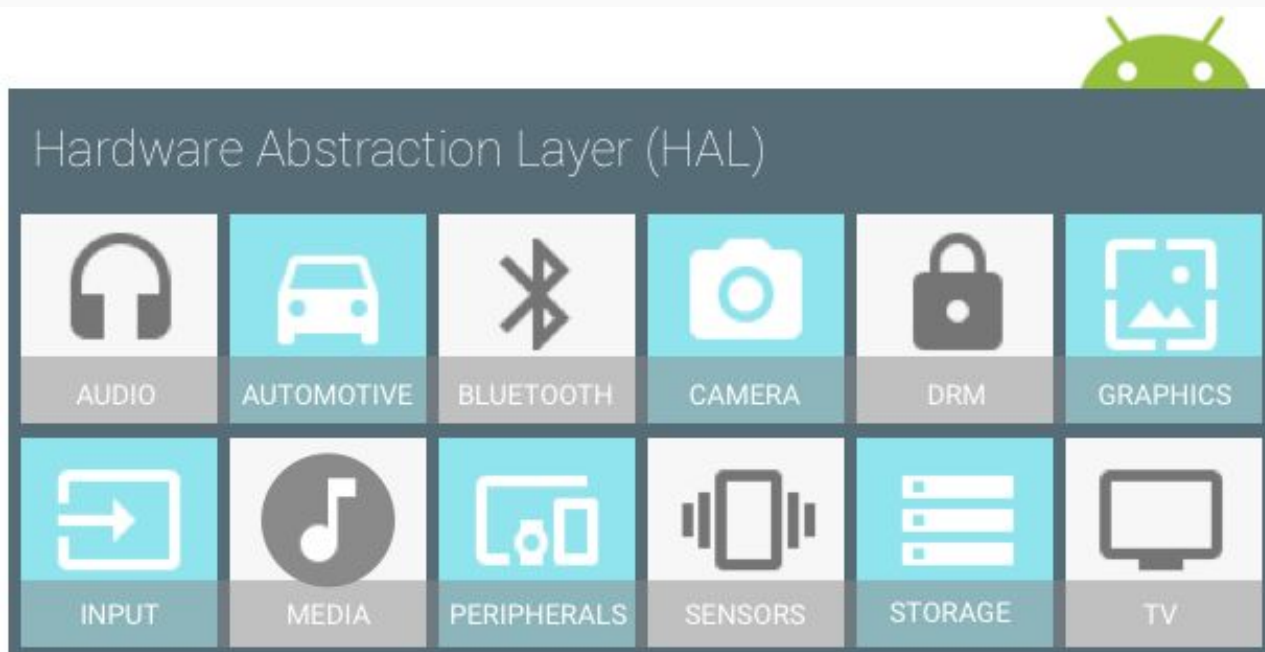 Hardware Abstraction Layer (HAL)
AUDIO AUTOMOTIVE BLUETOOTH CAMERA DRM GRAPHICS
INPUT MEDIA PERIPHERALS SENSORS STORAGE TV